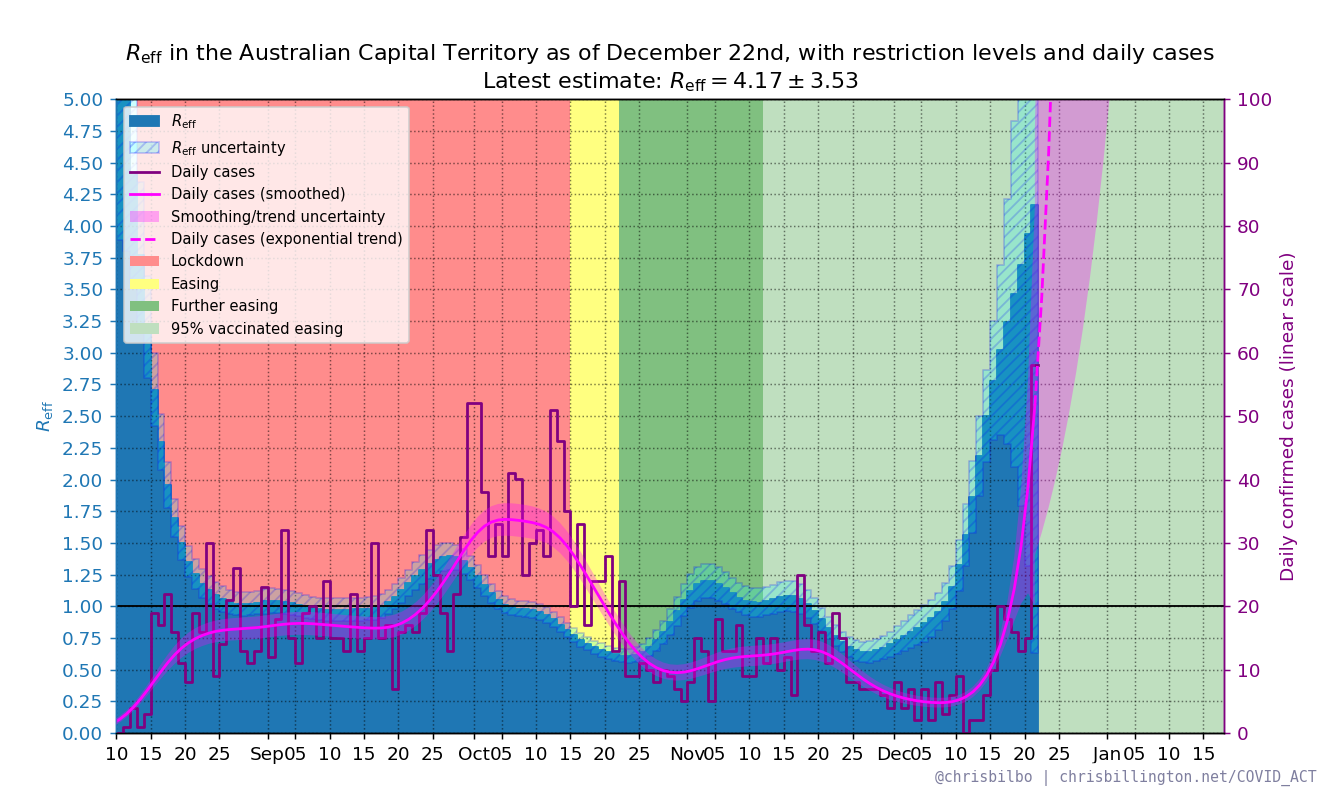 Reff in the Australian Capital Territory as of December 22nd, with restriction levels and daily cases
Latest estimate: Reff = 4.17 ± 3.53
Reff
Reff uncertainty
Daily cases
Daily cases (smoothed)
Smoothing/trend uncertainty
Daily cases (exponential trend)
Lockdown
Easing
Further easing
95% vaccinated easing
5.00
4.75
4.50
4.25
4.00
3.75
3.50
3.25
3.00
2.75
2.50
2.25
2.00
1.75
1.50
1.25
1.00
0.75
0.50
0.25
0.00
Reff
100
90
80
70
60
50
40
30
20
10
0
Daily confirmed cases (linear scale)
10 15 20 25 Sep05 10 15 20 25 Oct05 10 15 20 25 Nov05 10 15 20 25 Dec05 10 15 20 25 Jan05 10 15
@chrisbilbo | chrisbillington.net/COVID_ACT